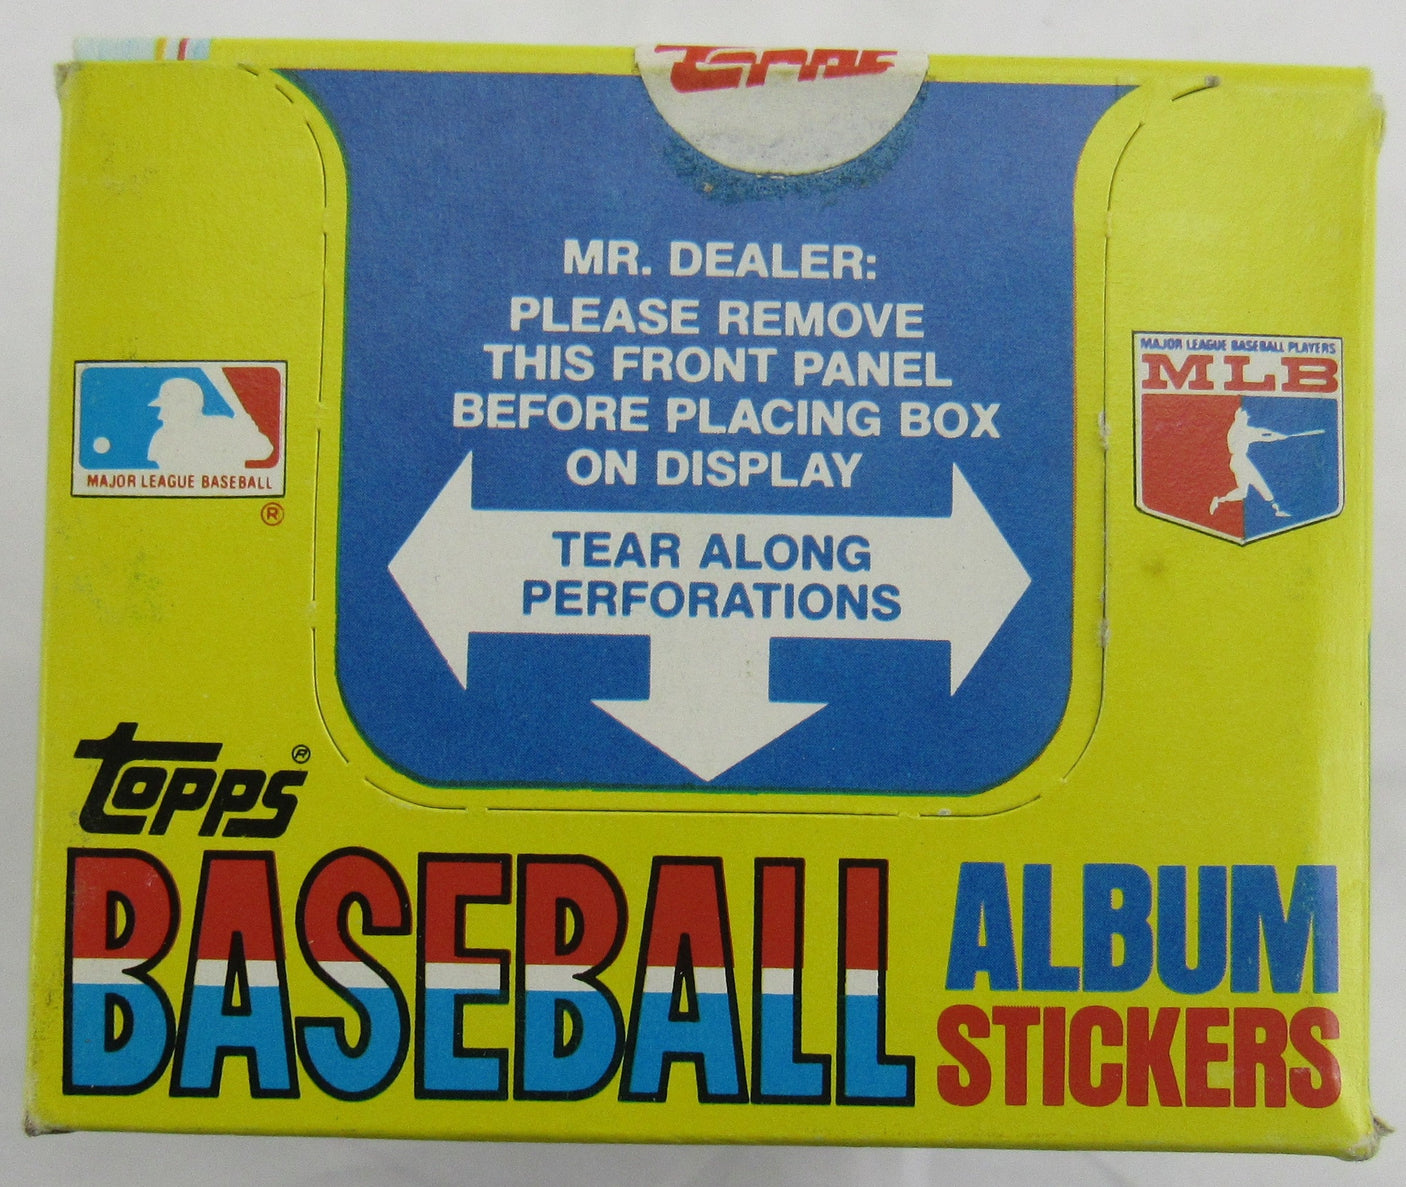 Topps
MR. DEALER:
PLEASE REMOVE
THIS FRONT PANEL
BEFORE PLACING BOX
ON DISPLAY
TEAR ALONG
PERFORATIONS
MAJOR LEAGUE BASEBALL
®
MAJOR LEAGUE BASEBALL PLAYERS
MLB
Topps®
BASEBALL
ALBUM
STICKERS